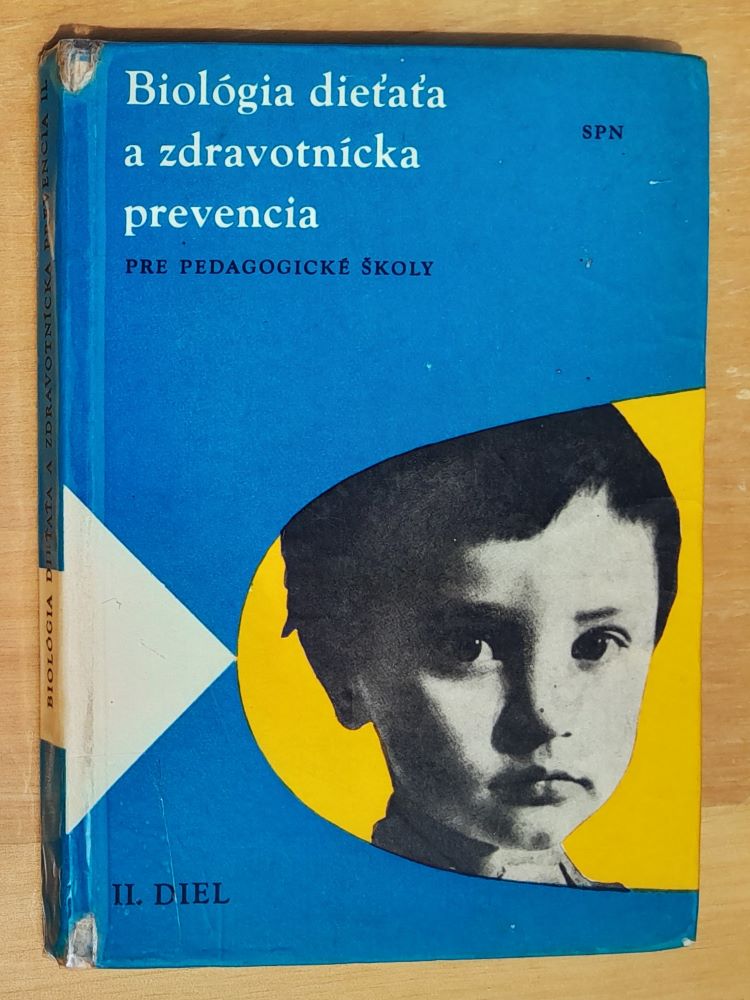 Biológia dieťaťa
a zdravotnícka
prevencia
PRE PEDAGOGICKÉ ŠKOLY
SPN
II. DIEL
BIOLÓGIA DIEŤAŤA A ZDRAVOTNÍCKA PREVENCIA II.